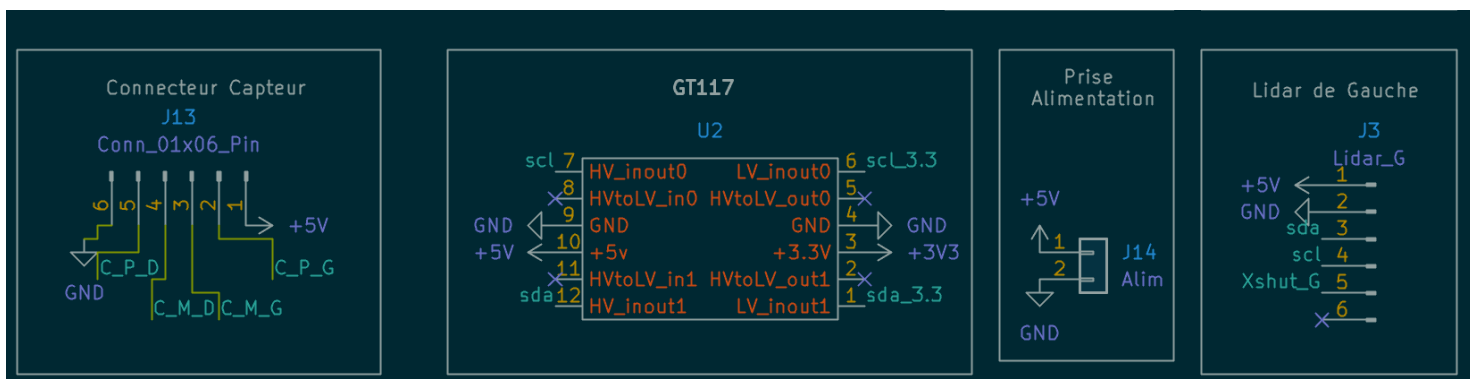 Connecteur Capteur
J13
Conn_01x06_Pin
6 5 4 3 2 1
+5V
GND
C_P_D
C_P_G
C_M_D
C_M_G
GT117
U2
scl 7 HV_inout0 LV_inout0 6 scl_3.3
8 HVtoLV_in0 HVtoLV_out0 5
GND 9 GND GND 4 GND
+5V 10 +5v +3.3V 3 +3V3
11 HVtoLV_in1 HVtoLV_out1 2
sda 12 HV_inout1 LV_inout1 1 sda_3.3
Prise
Alimentation
+5V
1 J14
2 Alim
GND
Lidar de Gauche
J3
Lidar_G
+5V 1
GND 2
sda 3
scl 4
Xshut_G 5
6